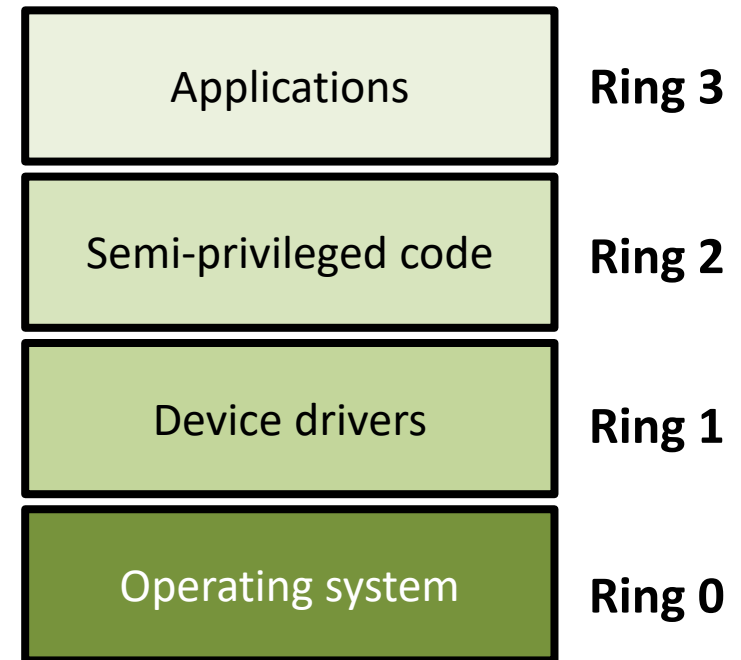 Applications
Ring 3
Semi-privileged code
Ring 2
Device drivers
Ring 1
Operating system
Ring 0